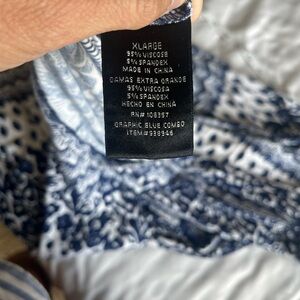 XLARGE
95% VISCOSE
5% SPANDEX
MADE IN CHINA
DAMAS EXTRA GRANDE
95% VISCOSA
5% SPANDEX
HECHO EN CHINA
RN# 108357
GRAPHIC BLUE COMBO
ITEM#938946